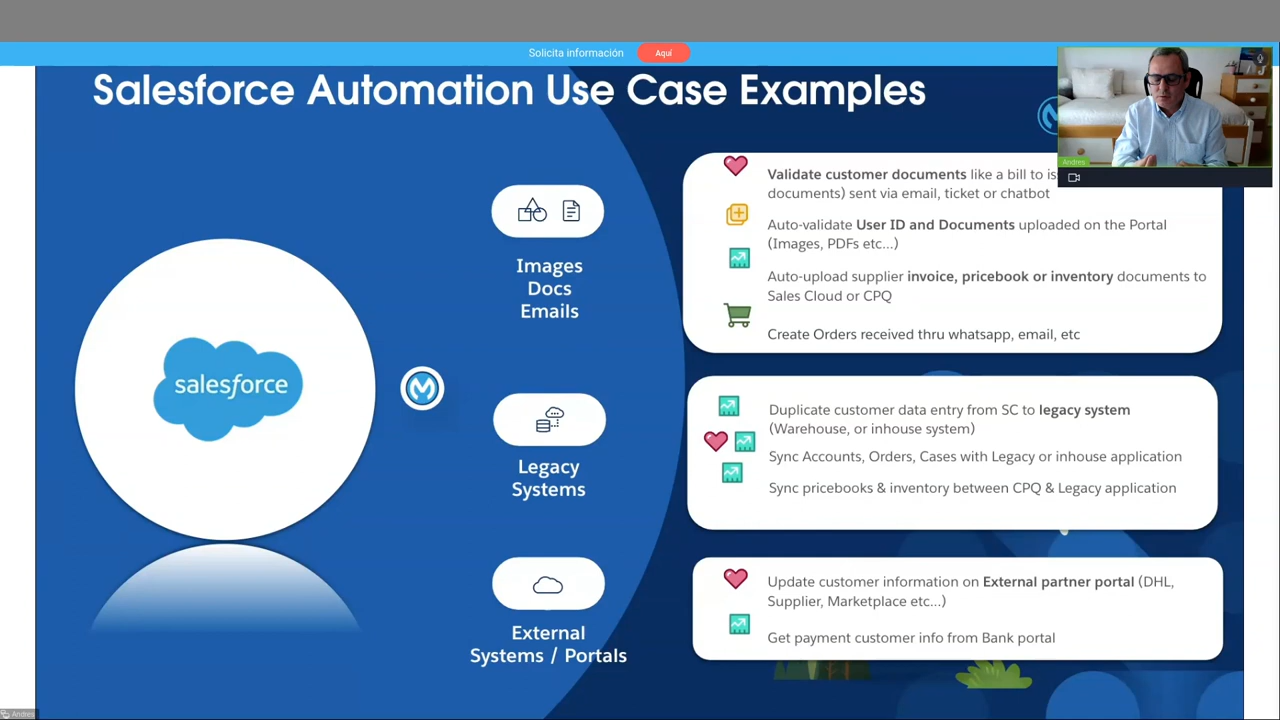 Solicita información Aquí
Salesforce Automation Use Case Examples
Andres
Validate customer documents like a bill to
documents) sent via email, ticket or chatbot
Auto-validate User ID and Documents uploaded on the Portal
(Images, PDFs etc...)
Auto-upload supplier invoice, pricebook or inventory documents to
Sales Cloud or CPQ
Create Orders received thru whatsapp, email, etc
Images
Docs
Emails
salesforce
Duplicate customer data entry from SC to legacy system
(Warehouse, or inhouse system)
Sync Accounts, Orders, Cases with Legacy or inhouse application
Sync pricebooks & inventory between CPQ & Legacy application
Legacy
Systems
Update customer information on External partner portal (DHL,
Supplier, Marketplace etc...)
Get payment customer info from Bank portal
External
Systems / Portals
Andres